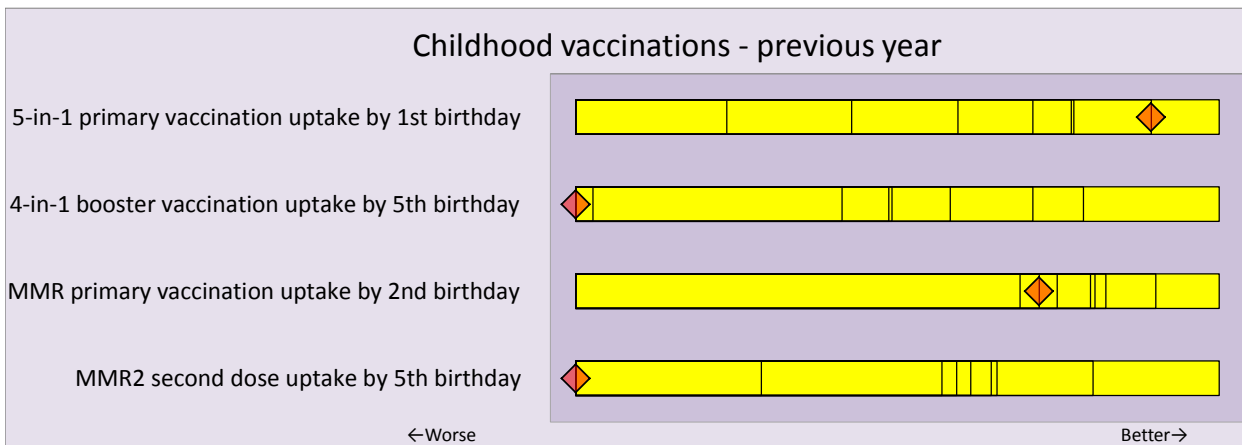 Childhood vaccinations - previous year
5-in-1 primary vaccination uptake by 1st birthday
4-in-1 booster vaccination uptake by 5th birthday
MMR primary vaccination uptake by 2nd birthday
MMR2 second dose uptake by 5th birthday
←Worse
Better→